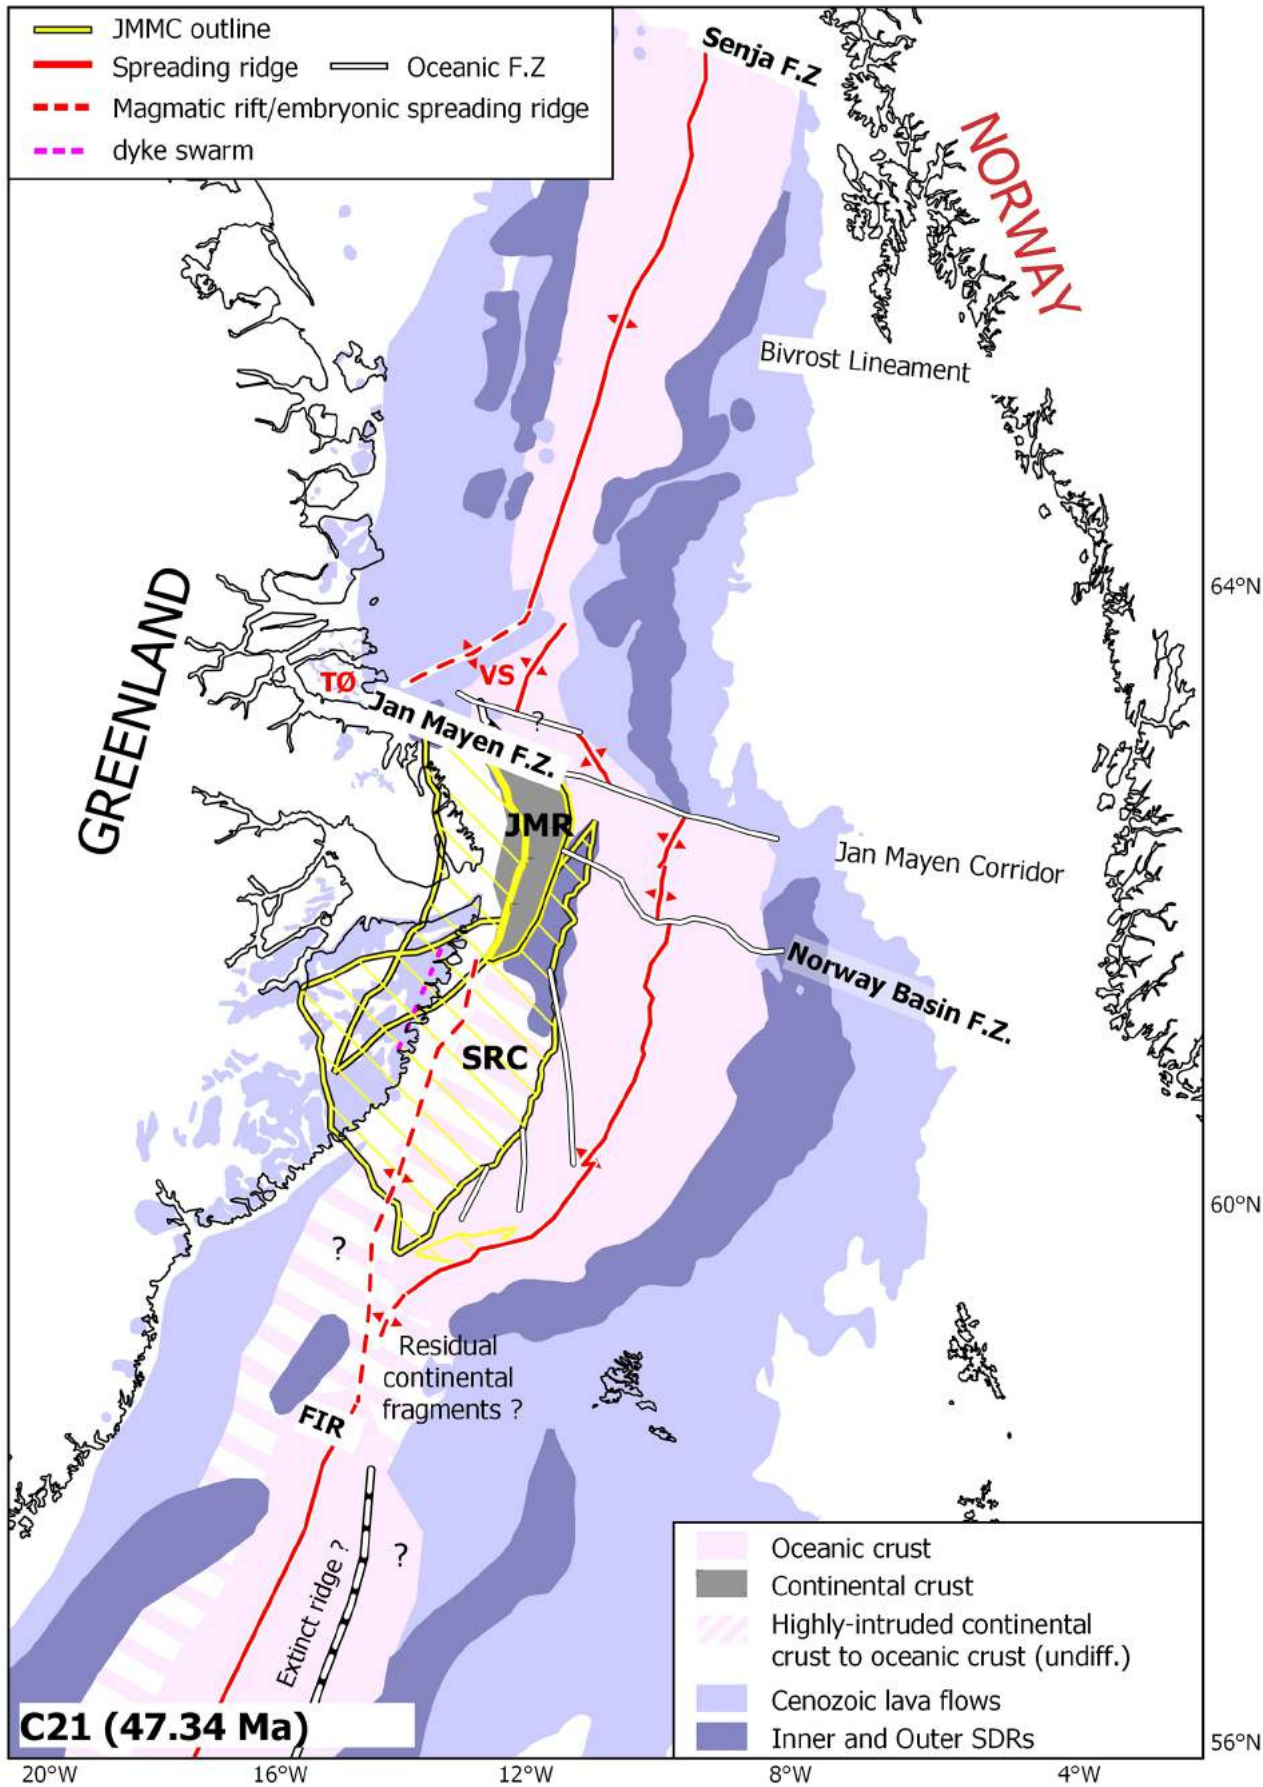 JMMC outline
Spreading ridge Oceanic F.Z
Magmatic rift/embryonic spreading ridge
dyke swarm
Senja F.Z
NORWAY
Bivrost Lineament
64°N
GREENLAND
TØ
VS
Jan Mayen F.Z.
?
JMR
Jan Mayen Corridor
Norway Basin F.Z.
SRC
60°N
?
Residual
continental
fragments ?
FIR
Extinct ridge ?
?
Oceanic crust
Continental crust
Highly-intruded continental
crust to oceanic crust (undiff.)
Cenozoic lava flows
Inner and Outer SDRs
C21 (47.34 Ma)
56°N
20°W 16°W 12°W 8°W 4°W